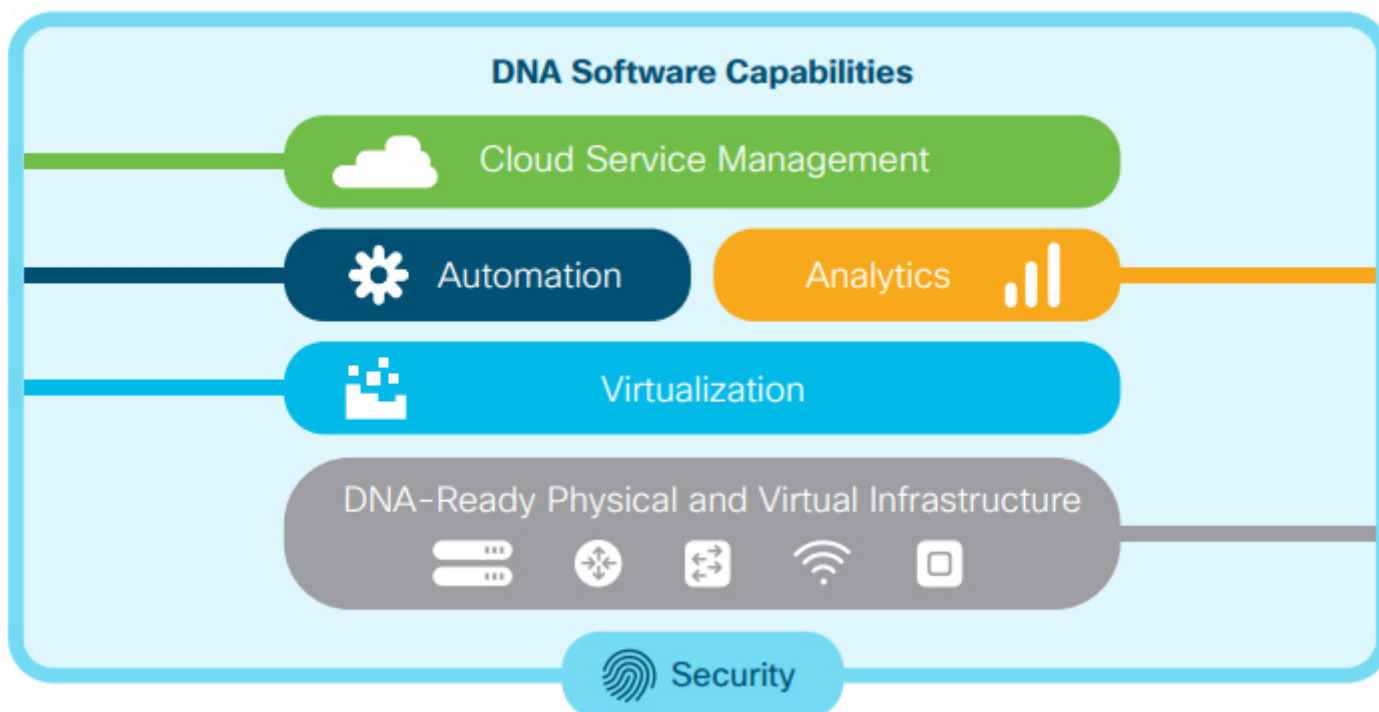 DNA Software Capabilities
Cloud Service Management
Automation
Analytics
Virtualization
DNA-Ready Physical and Virtual Infrastructure
Security